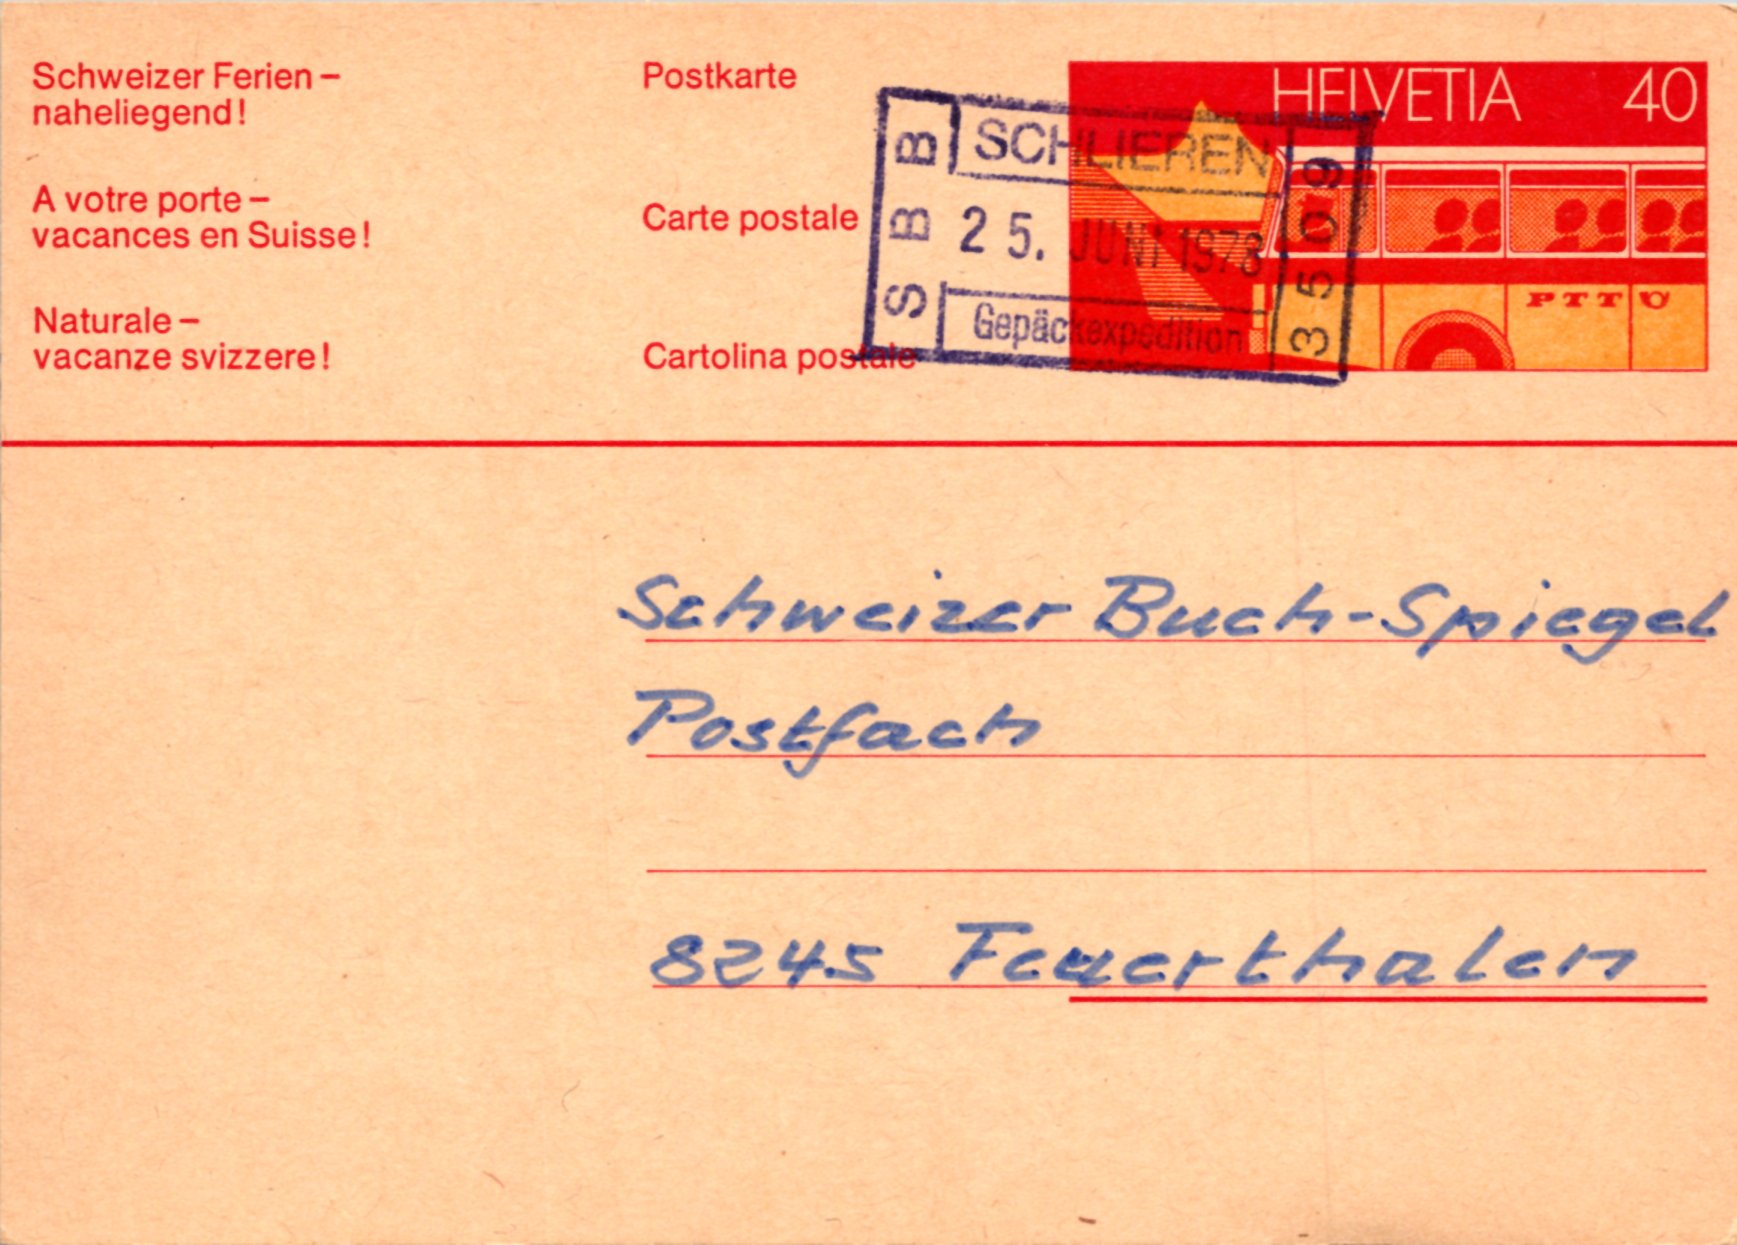 Schweizer Ferien –
naheliegend!
A votre porte –
vacances en Suisse!
Naturale –
vacanze svizzere!
Postkarte
Carte postale
Cartolina postale
HELVETIA 40
PTT
SBB
SCHLIEREN
25. JUNI 1978
Gepäckexpedition
3509
Schweizer Buch-Spiegel
Postfach
8245 Feuerthalen